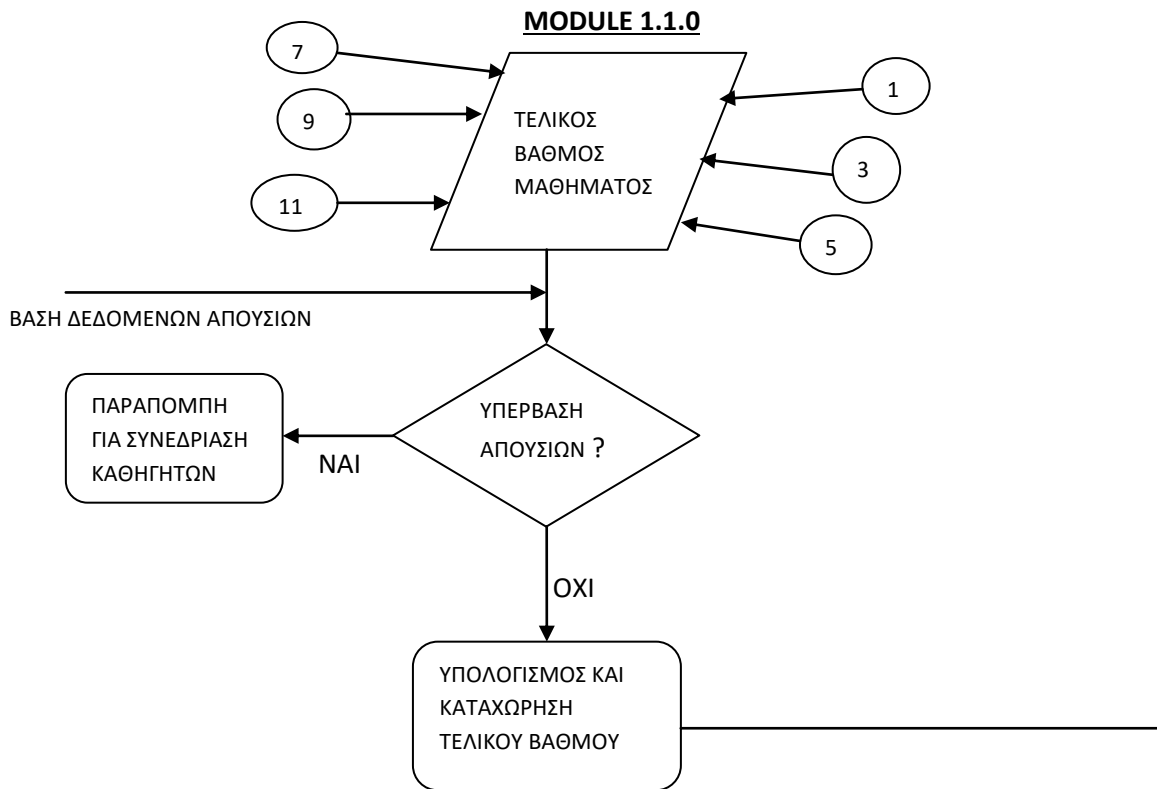 MODULE 1.1.0
7
9
11
ΤΕΛΙΚΟΣ
ΒΑΘΜΟΣ
ΜΑΘΗΜΑΤΟΣ
1
3
5
ΒΑΣΗ ΔΕΔΟΜΕΝΩΝ ΑΠΟΥΣΙΩΝ
ΠΑΡΑΠΟΜΠΗ
ΓΙΑ ΣΥΝΕΔΡΙΑΣΗ
ΚΑΘΗΓΗΤΩΝ
ΝΑΙ
ΥΠΕΡΒΑΣΗ
ΑΠΟΥΣΙΩΝ ?
ΟΧΙ
ΥΠΟΛΟΓΙΣΜΟΣ ΚΑΙ
ΚΑΤΑΧΩΡΗΣΗ
ΤΕΛΙΚΟΥ ΒΑΘΜΟΥ